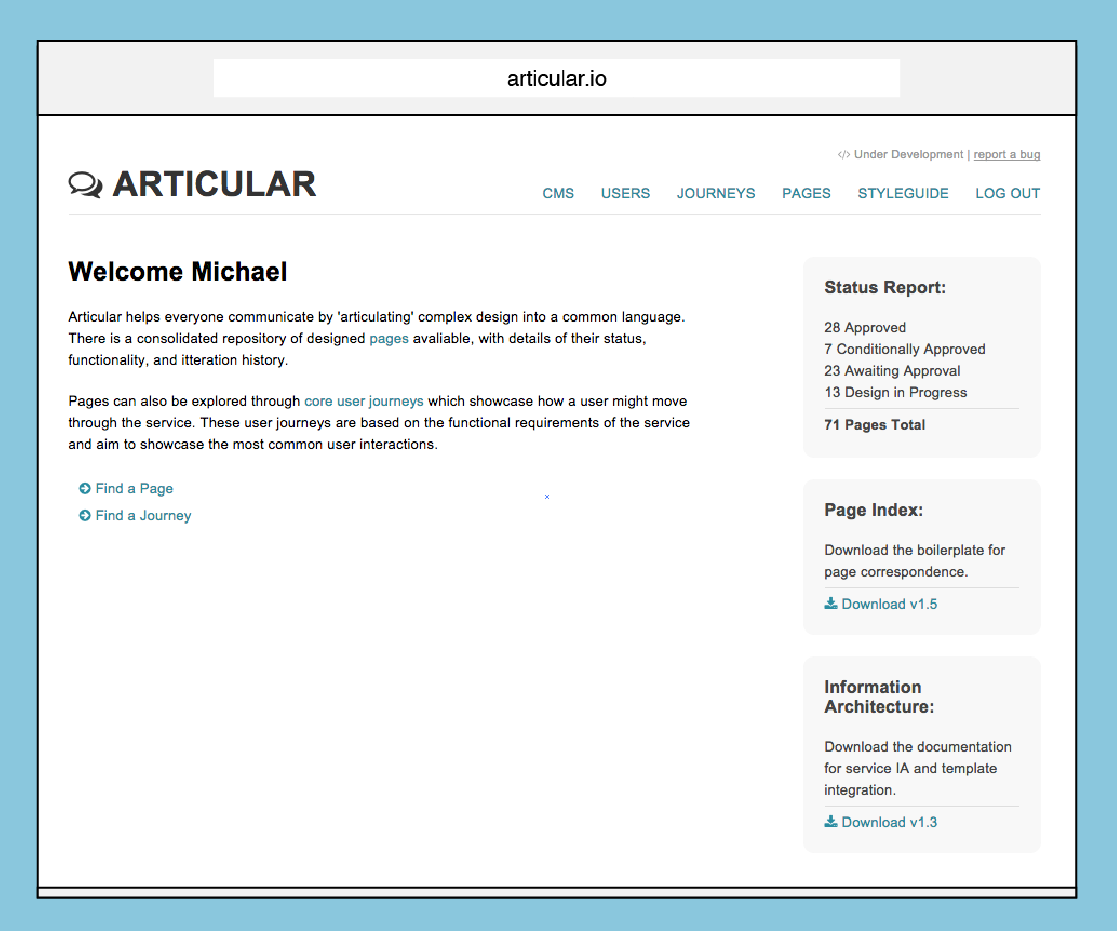 articular.io
</> Under Development | report a bug
ARTICULAR
CMS USERS JOURNEYS PAGES STYLEGUIDE LOG OUT
Welcome Michael
Articular helps everyone communicate by 'articulating' complex design into a common language.
There is a consolidated repository of designed pages avaliable, with details of their status,
functionality, and itteration history.
Pages can also be explored through core user journeys which showcase how a user might move
through the service. These user journeys are based on the functional requirements of the service
and aim to showcase the most common user interactions.
Find a Page
Find a Journey
Status Report:
28 Approved
7 Conditionally Approved
23 Awaiting Approval
13 Design in Progress
71 Pages Total
Page Index:
Download the boilerplate for
page correspondence.
Download v1.5
Information
Architecture:
Download the documentation
for service IA and template
integration.
Download v1.3